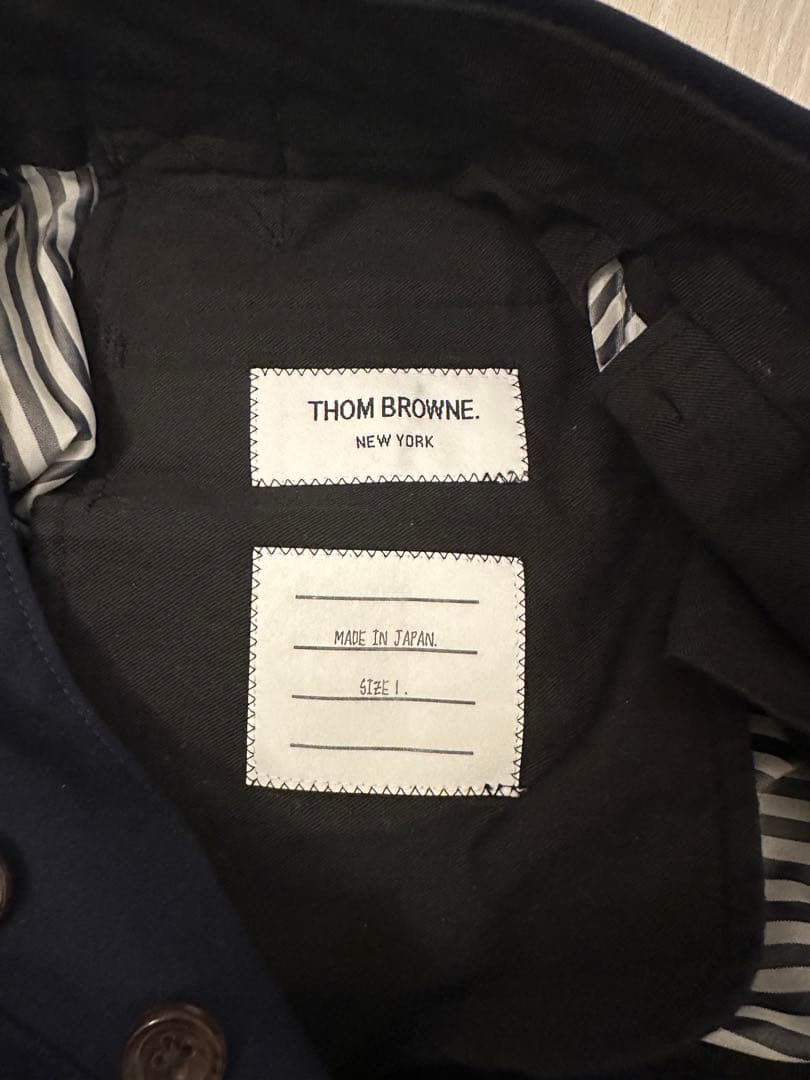 THOM BROWNE.
NEW YORK
MADE IN JAPAN.
SIZE 1.